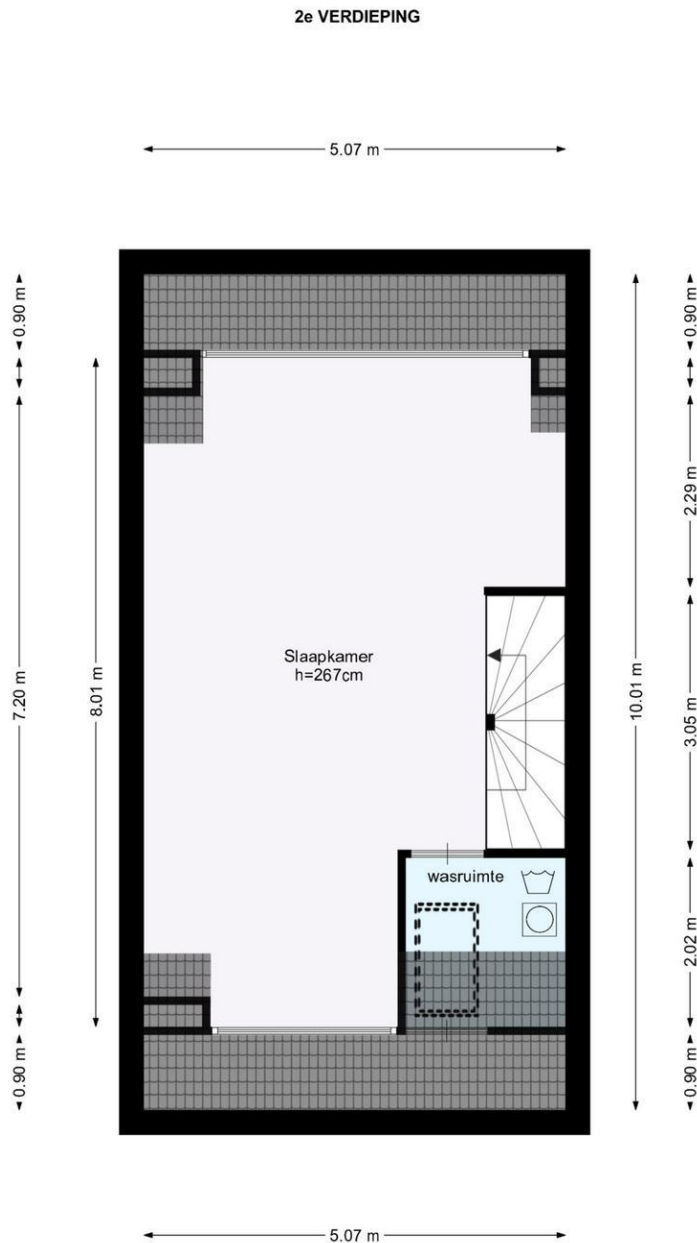 2e VERDIEPING
5.07 m
0.90 m
7.20 m
0.90 m
8.01 m
Slaapkamer
h=267cm
wasruimte
10.01 m
0.90 m
2.29 m
3.05 m
2.02 m
0.90 m
5.07 m